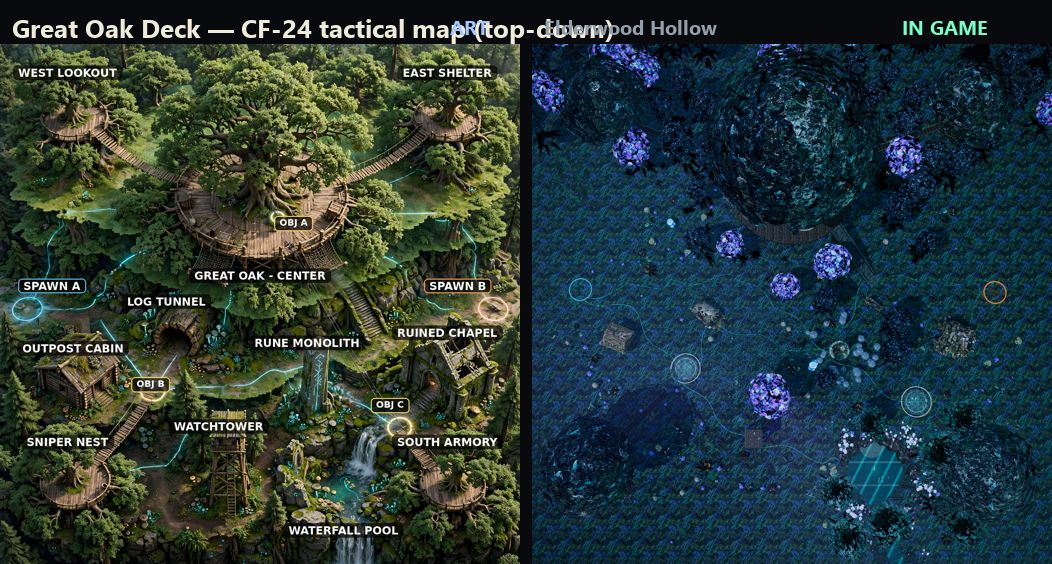 Great Oak Deck — CF-24 tactical map (top-down)
ART
Elderwood Hollow
IN GAME
WEST LOOKOUT
EAST SHELTER
OBJ A
GREAT OAK - CENTER
SPAWN A
SPAWN B
LOG TUNNEL
RUINED CHAPEL
RUNE MONOLITH
OUTPOST CABIN
OBJ B
OBJ C
WATCHTOWER
SNIPER NEST
SOUTH ARMORY
WATERFALL POOL